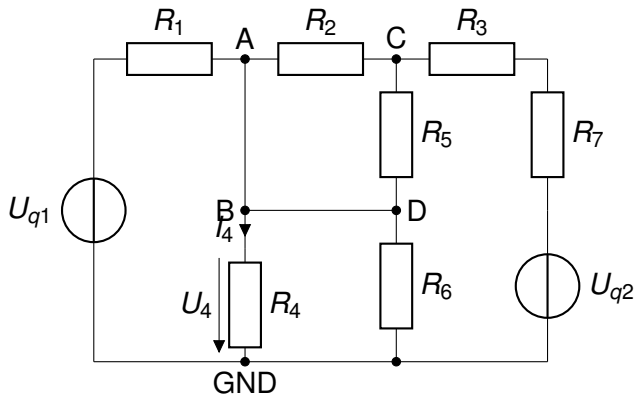 R1 R2 R3
A C
R5 R7
Uq1 B D
I4
U4 R4 R6 Uq2
GND